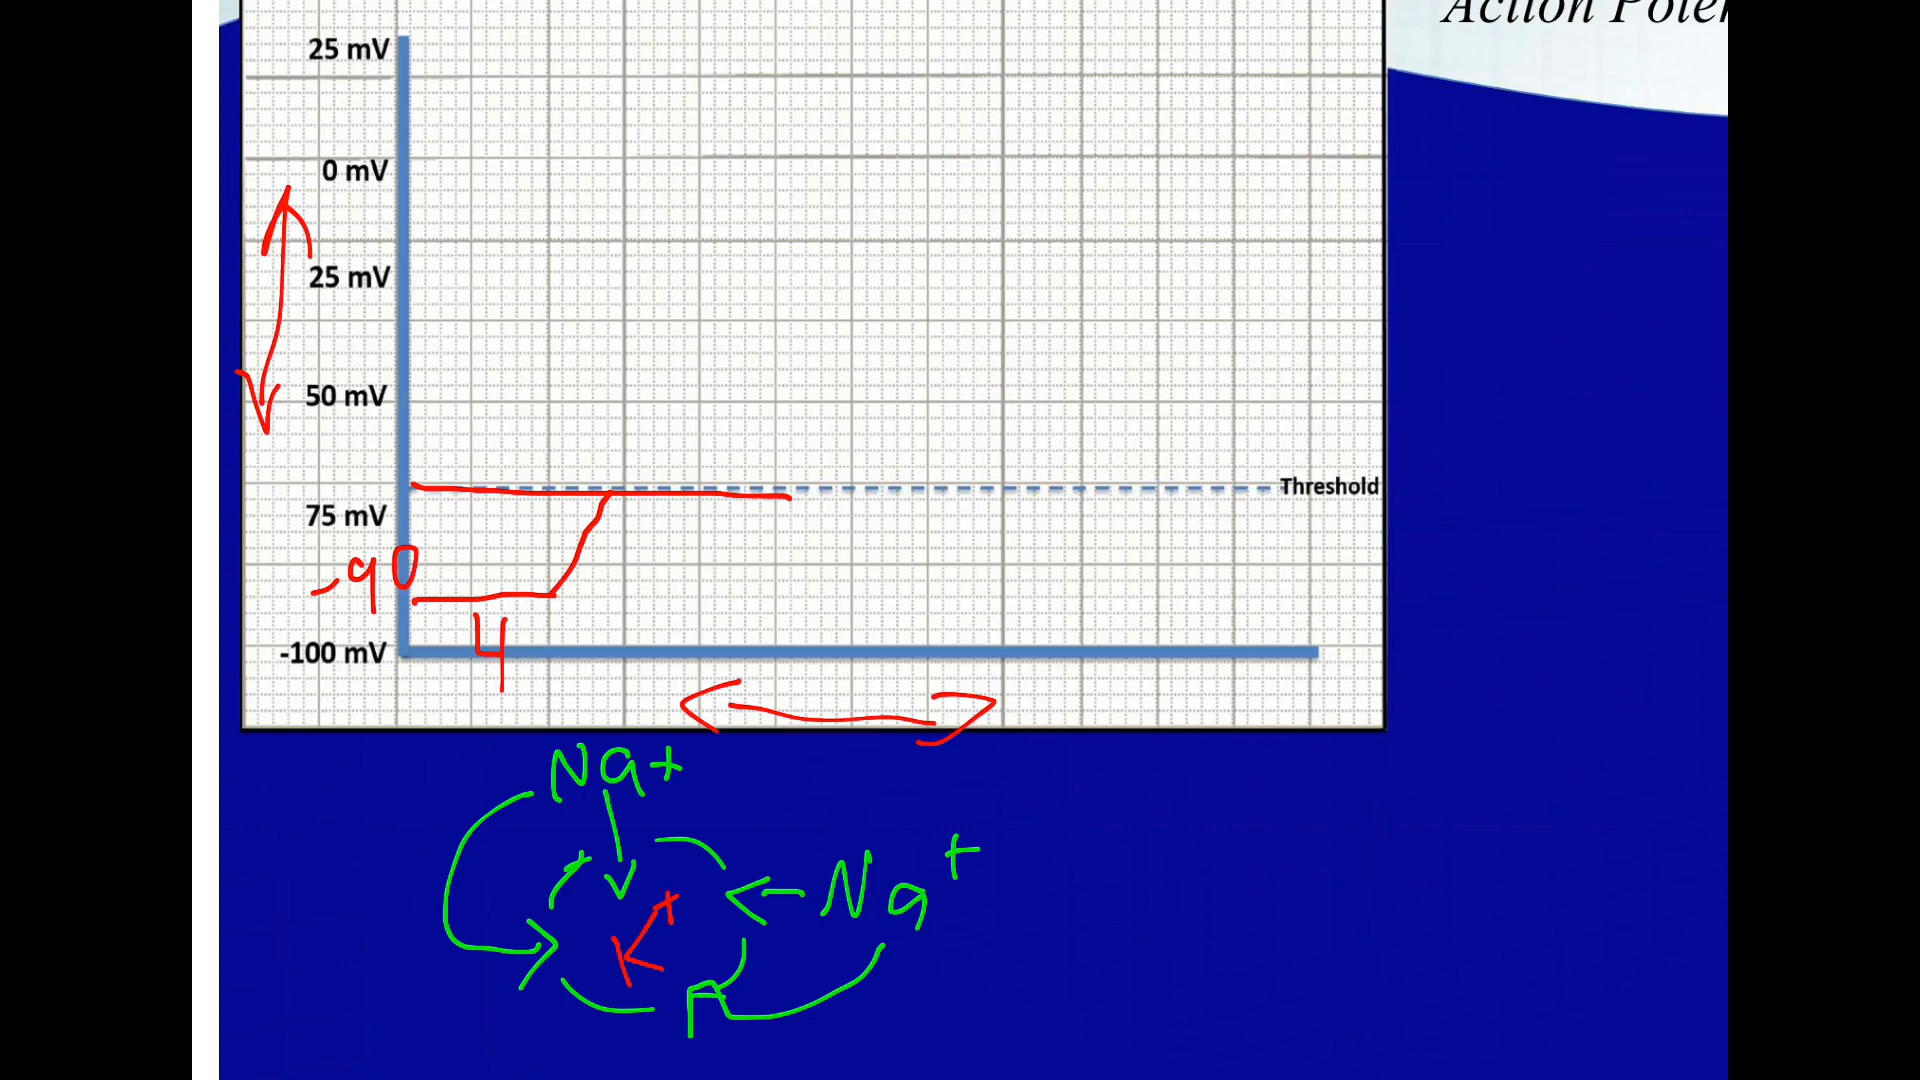 Action Poten
25 mV
0 mV
25 mV
50 mV
Threshold
75 mV
-90
-100 mV
4
Na+
Na+
K+